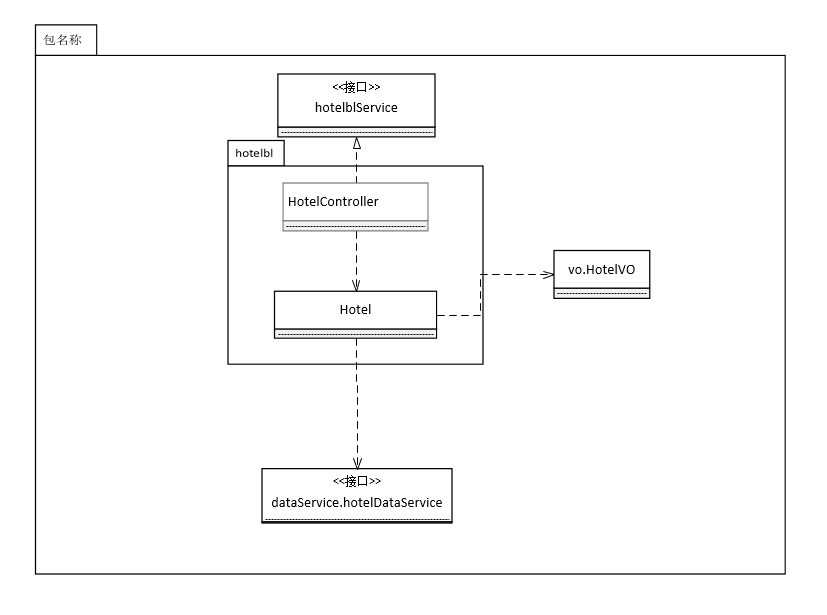 包名称
<<接口>>
hotelblService
hotelbl
HotelController
vo.HotelVO
Hotel
<<接口>>
dataService.hotelDataService